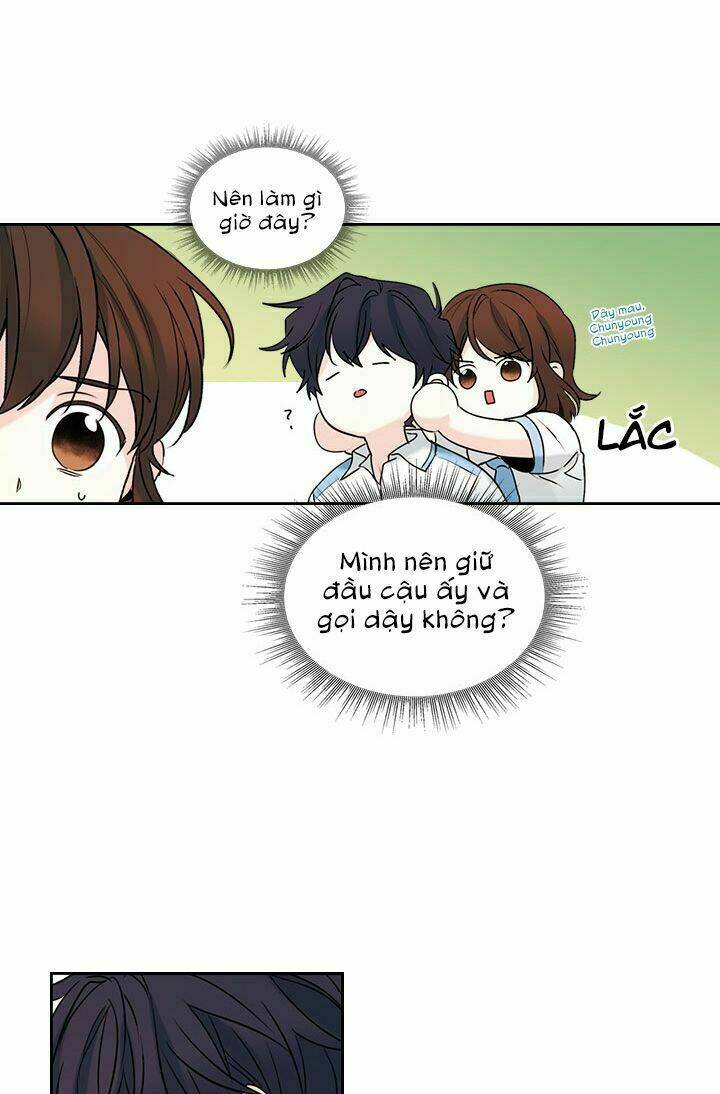 Nên làm gì
giờ đây?
Dậy mau,
Chunyoung
Chunyoung
?
LẮC
Mình nên giữ
đầu cậu ấy và
gọi dậy không?